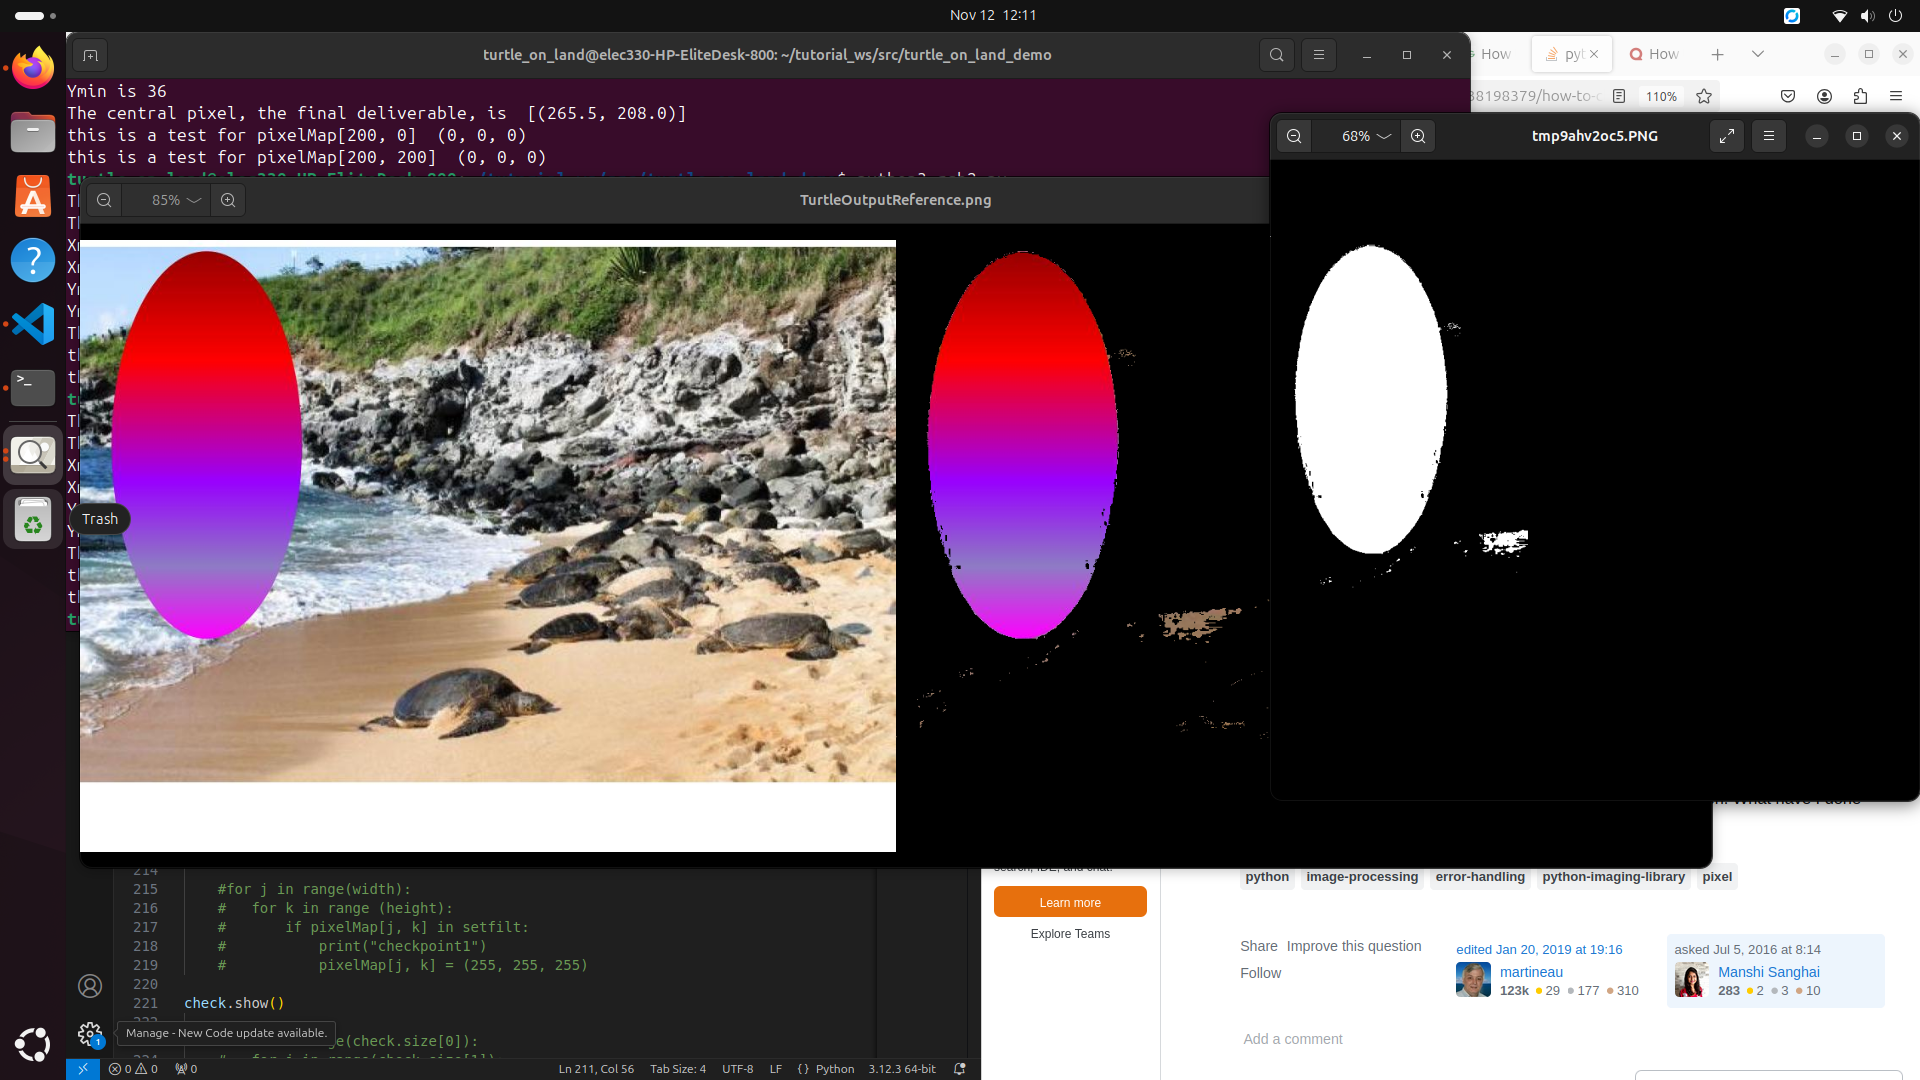 Nov 12 12:11
turtle_on_land@elec330-HP-EliteDesk-800: ~/tutorial_ws/src/turtle_on_land_demo
How
pyt
How
Ymin is 36
The central pixel, the final deliverable, is [(265.5, 208.0)]
this is a test for pixelMap[200, 0] (0, 0, 0)
this is a test for pixelMap[200, 200] (0, 0, 0)
38198379/how-to-c
110%
68%
tmp9ahv2oc5.PNG
85%
TurtleOutputReference.png
Trash
214
215 #for j in range(width):
216 # for k in range (height):
217 # if pixelMap[j, k] in setfilt:
218 # print("checkpoint1")
219 # pixelMap[j, k] = (255, 255, 255)
220
221 check.show()
(check.size[0]):
Manage - New Code update available.
1
0 0 0
Ln 211, Col 56 Tab Size: 4 UTF-8 LF {} Python 3.12.3 64-bit
Learn more
Explore Teams
python image-processing error-handling python-imaging-library pixel
Share Improve this question
Follow
edited Jan 20, 2019 at 19:16
martineau
123k 29 177 310
asked Jul 5, 2016 at 8:14
Manshi Sanghai
283 2 3 10
Add a comment